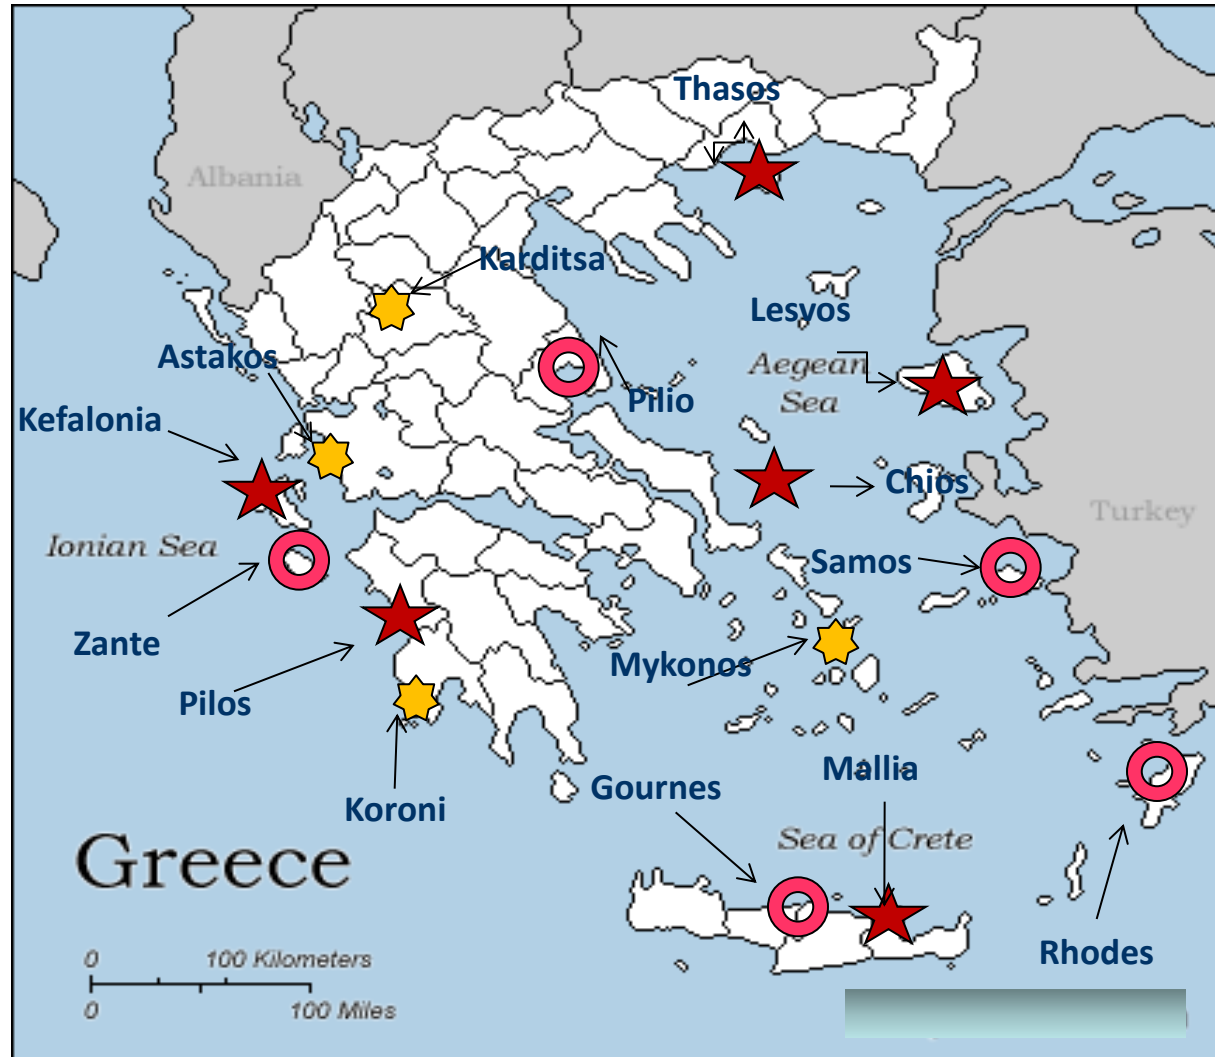 Thasos
Albania
Karditsa
Lesvos
Astakos
Aegean
Sea
Pilio
Kefalonia
Chios
Turkey
Ionian Sea
Samos
Zante
Mykonos
Pilos
Mallia
Gournes
Koroni
Greece
Sea of Crete
Rhodes
0 100 Kilometers
0 100 Miles